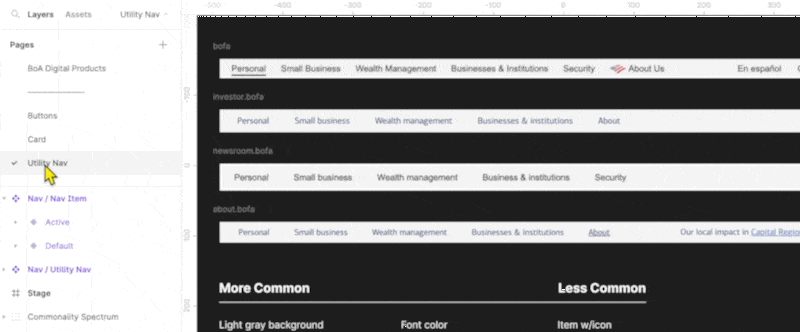 Layers Assets Utility Nav
Pages
BoA Digital Products
Buttons
Card
Utility Nav
Nav / Nav Item
Active
Default
Nav / Utility Nav
Stage
Commonality Spectrum
-500 -400 -300 -200 -100 0 100 200 300
0
100
200
bofa
Personal Small Business Wealth Management Businesses & Institutions Security About Us En español
investor.bofa
Personal Small business Wealth management Businesses & institutions About
newsroom.bofa
Personal Small business Wealth management Business & institutions Security
about.bofa
Personal Small business Wealth management Businesses & institutions About Our local impact in Capital Regio
More Common Less Common
Light gray background Font color Item w/icon